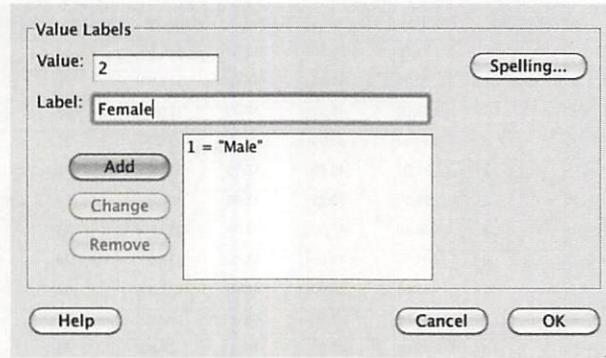 Value Labels
Value: 2
Spelling...
Label: Female
1 = "Male"
Add
Change
Remove
Help
Cancel
OK